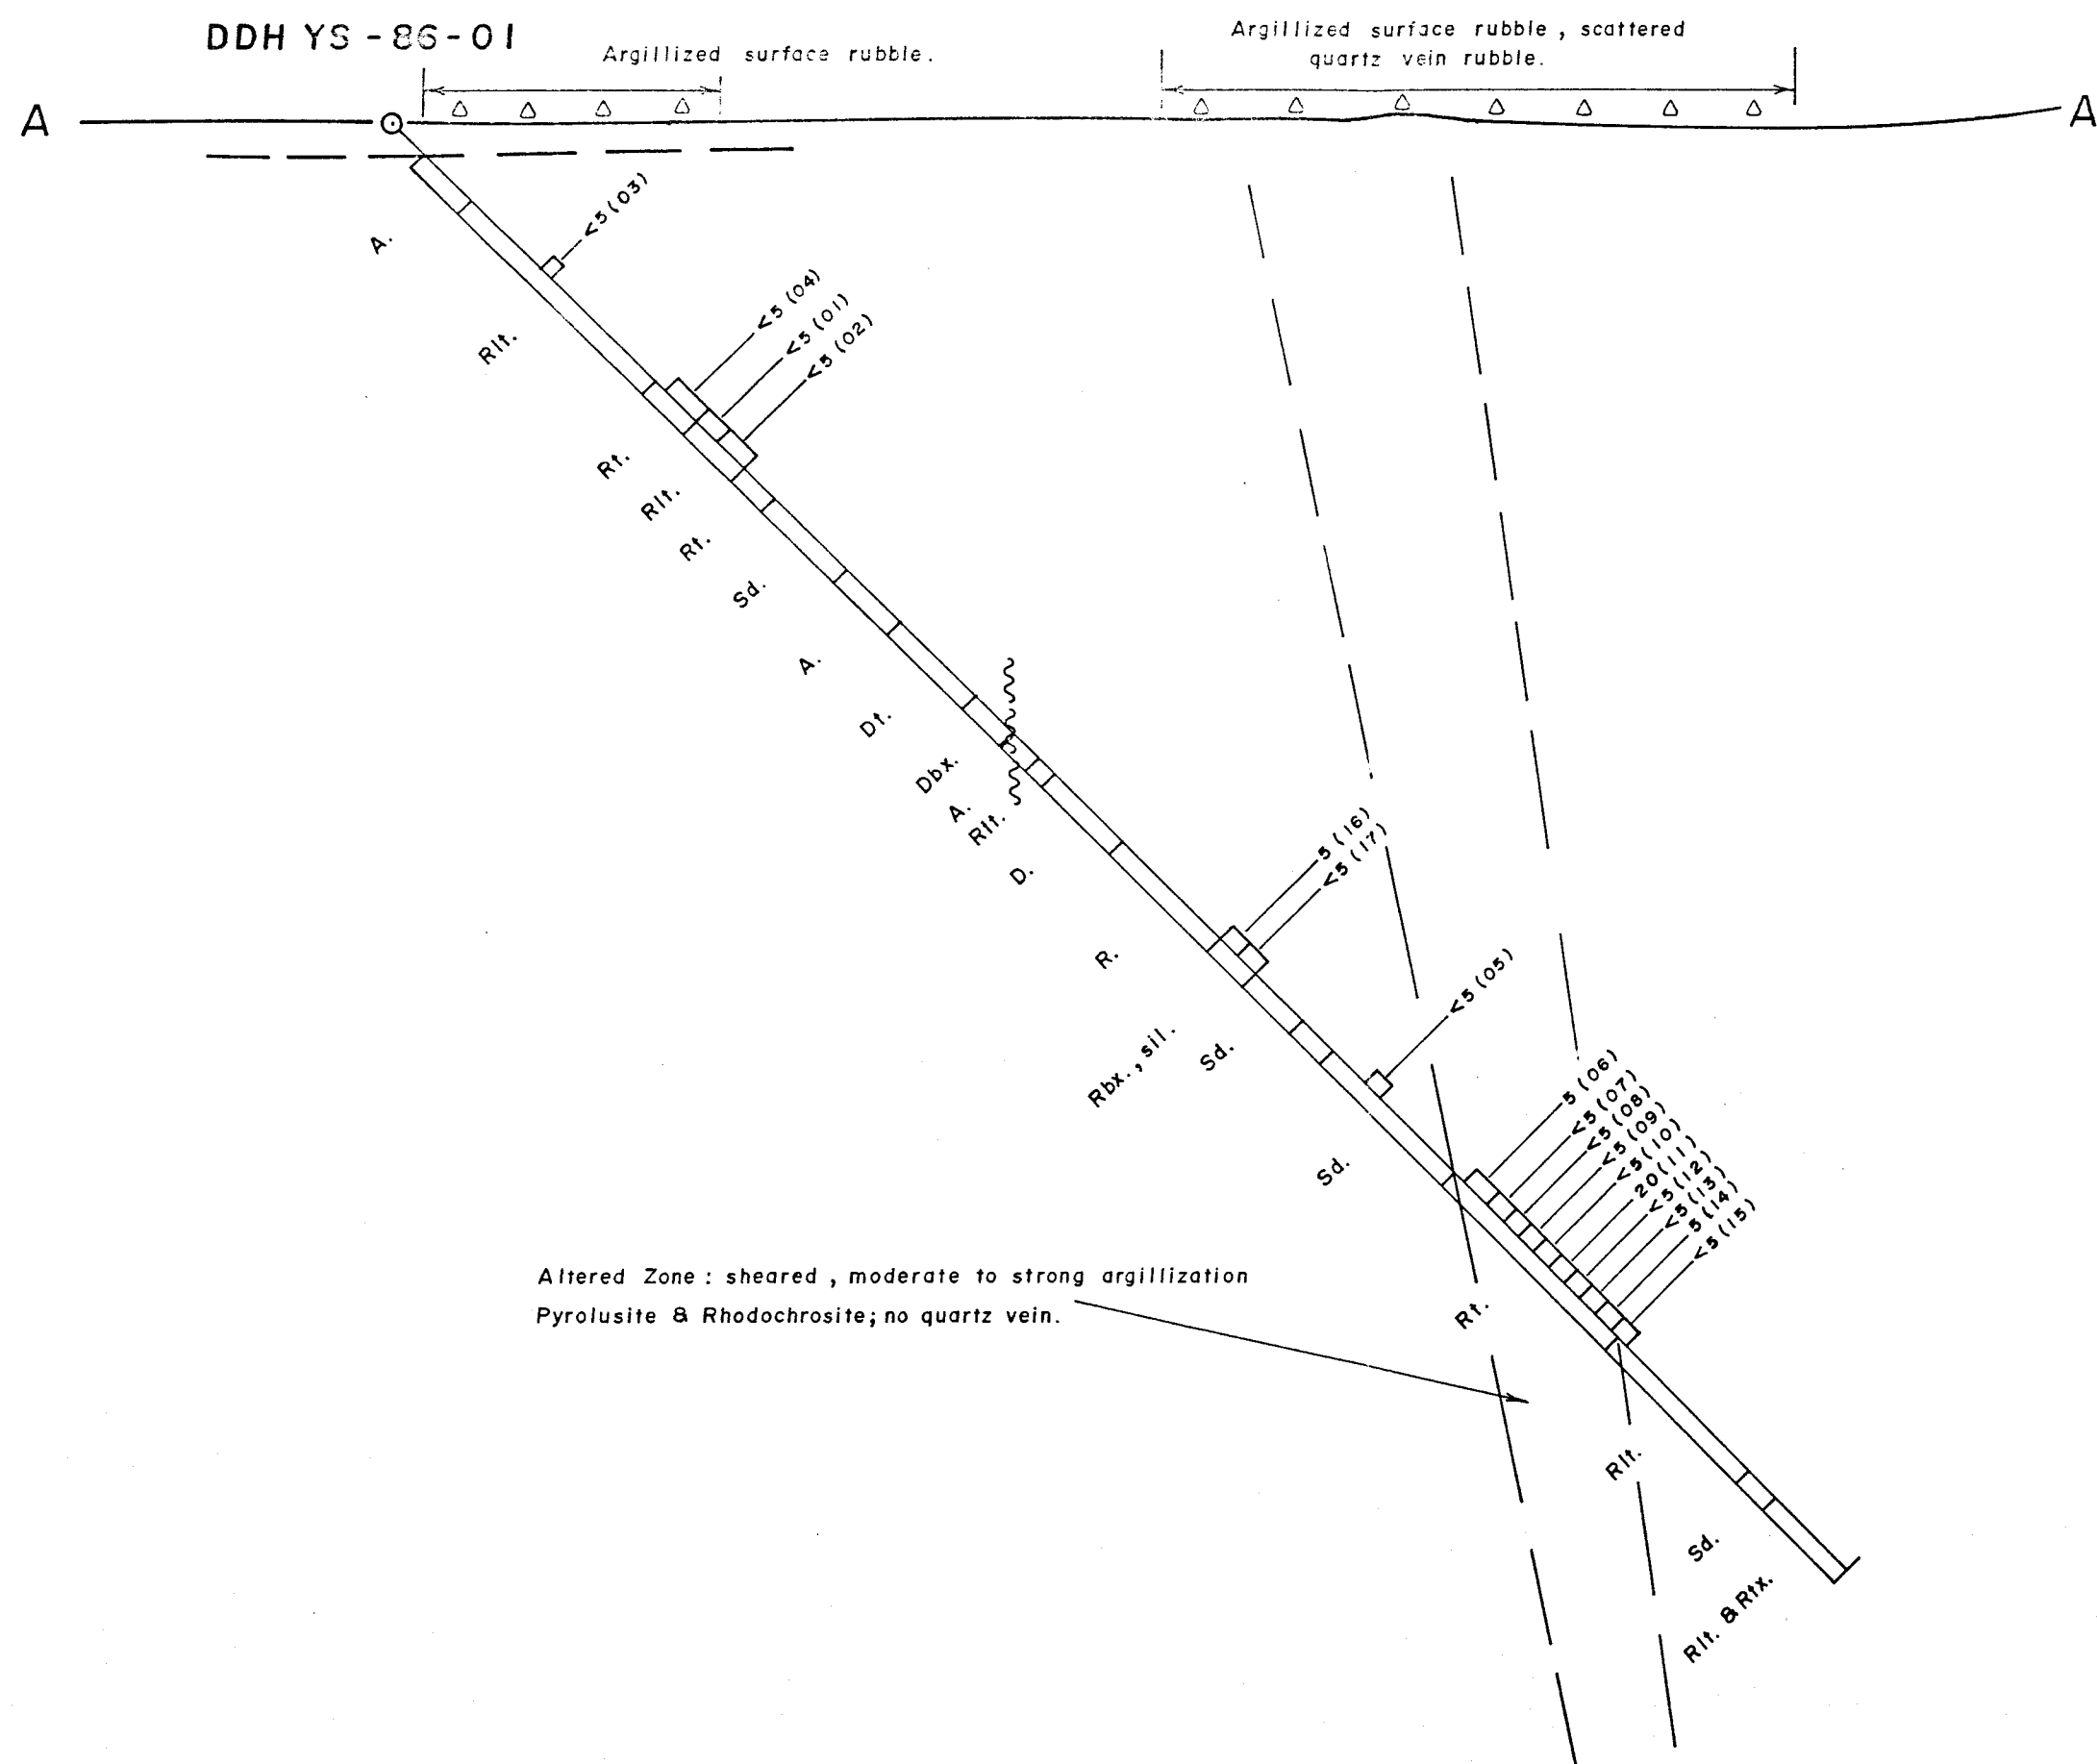 DDH YS-86-01
Argillized surface rubble.
Argillized surface rubble, scattered
quartz vein rubble.
A
A
<5 (03)
A.
<5 (04)
<5 (01)
<5 (02)
Rlt.
Rt.
Rlt.
Rt.
Sd.
A.
Dt.
Dbx.
A.
Rlt.
D.
5 (16)
<5 (17)
R.
<5 (05)
Rbx., sil.
Sd.
5 (06)
<5 (07)
<5 (08)
<5 (09)
<5 (10)
20 (11)
<5 (12)
<5 (13)
5 (14)
<5 (15)
Sd.
Altered Zone: sheared, moderate to strong argillization
Pyrolusite & Rhodochrosite; no quartz vein.
Rt.
Rlt.
Sd.
Rlt. & Rtx.